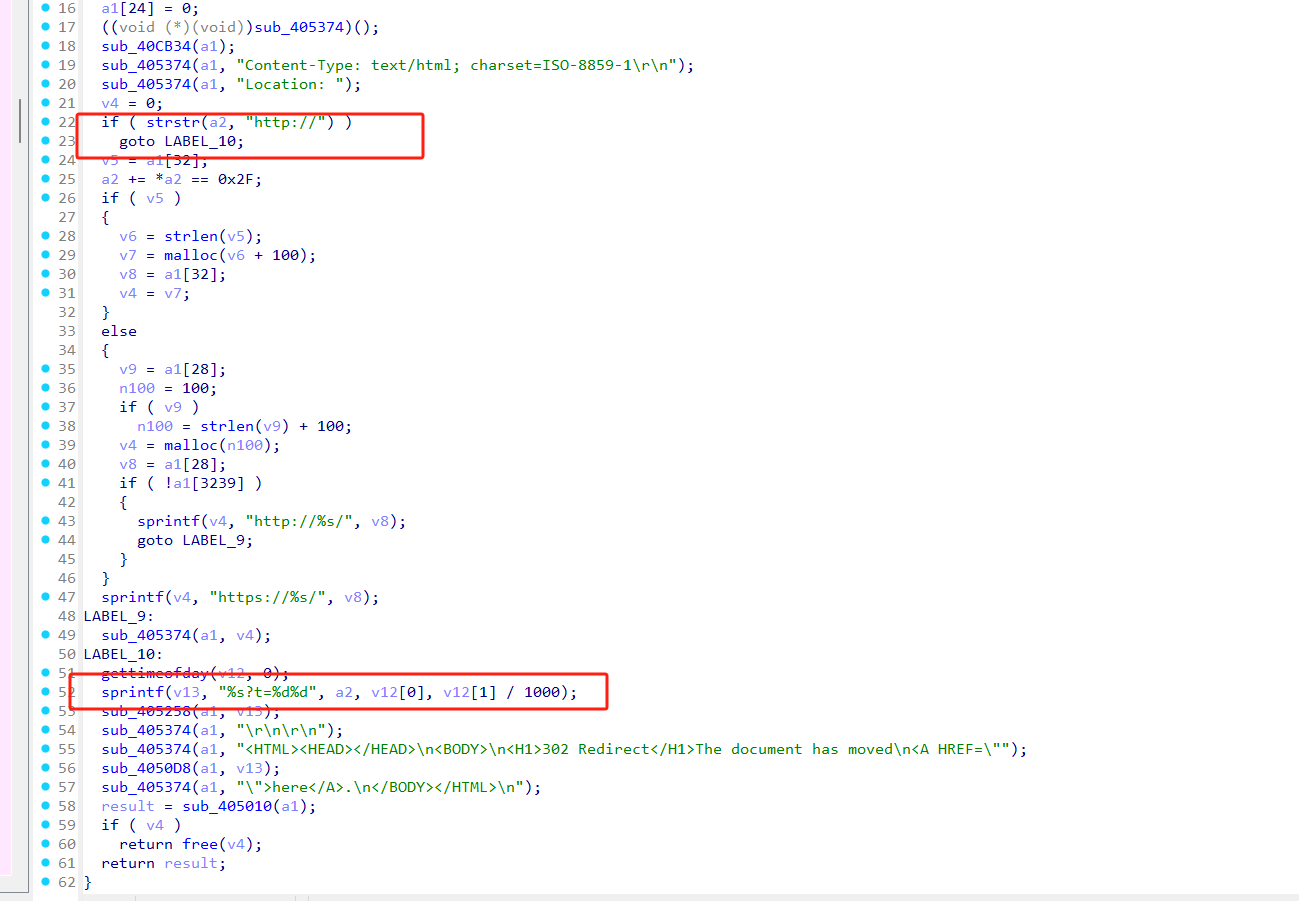 16 a1[24] = 0;
17 ((void (*)(void))sub_405374)();
18 sub_40CB34(a1);
19 sub_405374(a1, "Content-Type: text/html; charset=ISO-8859-1\r\n");
20 sub_405374(a1, "Location: ");
21 v4 = 0;
22 if ( strstr(a2, "http://") )
23 goto LABEL_10;
24 v5 = a1[32];
25 a2 += *a2 == 0x2F;
26 if ( v5 )
27 {
28 v6 = strlen(v5);
29 v7 = malloc(v6 + 100);
30 v8 = a1[32];
31 v4 = v7;
32 }
33 else
34 {
35 v9 = a1[28];
36 n100 = 100;
37 if ( v9 )
38 n100 = strlen(v9) + 100;
39 v4 = malloc(n100);
40 v8 = a1[28];
41 if ( !a1[3239] )
42 {
43 sprintf(v4, "http://%s/", v8);
44 goto LABEL_9;
45 }
46 }
47 sprintf(v4, "https://%s/", v8);
48 LABEL_9:
49 sub_405374(a1, v4);
50 LABEL_10:
51 gettimeofday(v12, 0);
52 sprintf(v13, "%s?t=%d%d", a2, v12[0], v12[1] / 1000);
53 sub_405258(a1, v13);
54 sub_405374(a1, "\r\n\r\n");
55 sub_405374(a1, "<HTML><HEAD></HEAD>\n<BODY>\n<H1>302 Redirect</H1>The document has moved\n<A HREF=\"");
56 sub_4050D8(a1, v13);
57 sub_405374(a1, "\">here</A>.\n</BODY></HTML>\n");
58 result = sub_405010(a1);
59 if ( v4 )
60 return free(v4);
61 return result;
62 }